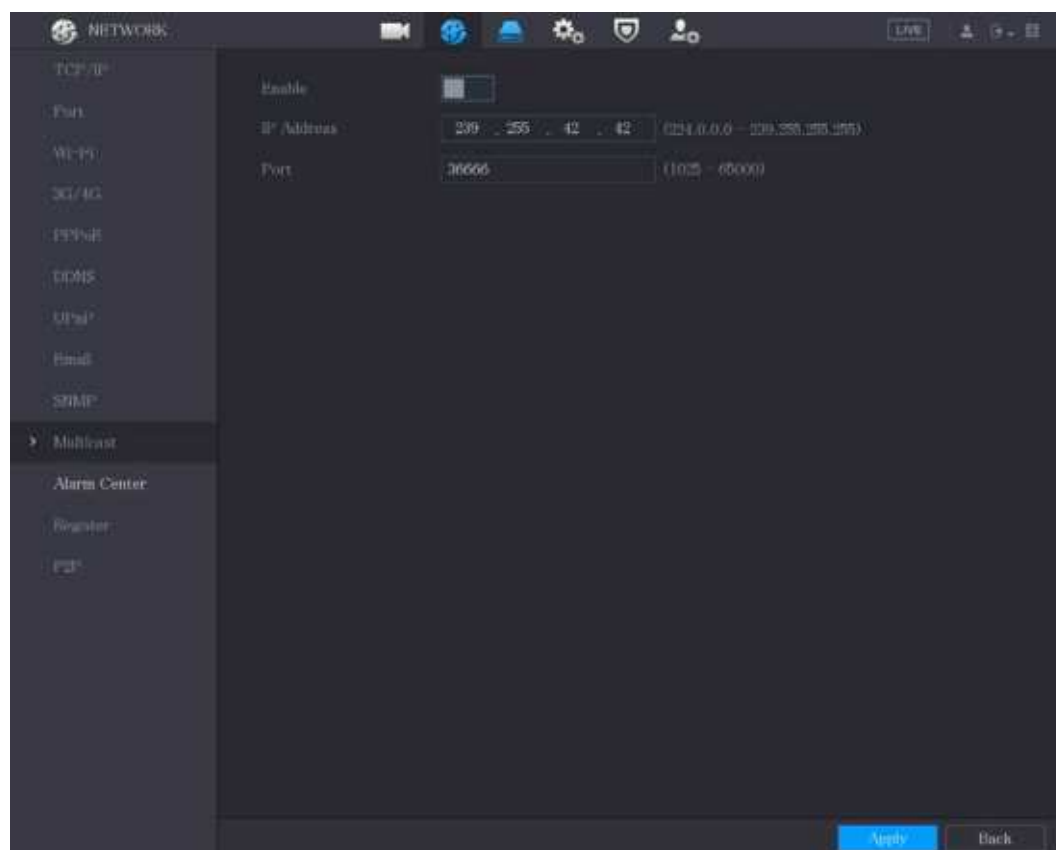 NETWORK
LIVE
TCP/IP
Port
Wi-Fi
3G/4G
PPPoE
DDNS
UPnP
Email
SNMP
Multicast
Alarm Center
Register
P2P
Enable
IP Address 239 . 255 . 42 . 42 (224.0.0.0 - 239.255.255.255)
Port 36666 (1025 - 65000)
Apply Back